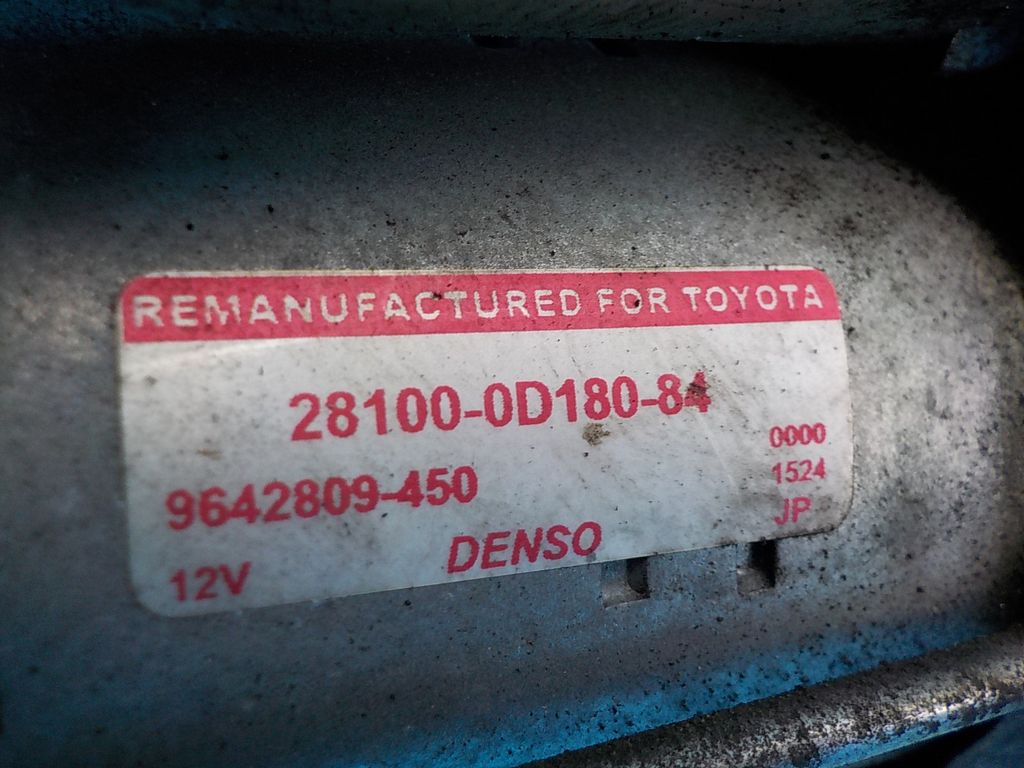 REMANUFACTURED FOR TOYOTA
28100-0D180-84
0000
9642809-450
1524
JP
DENSO
12V